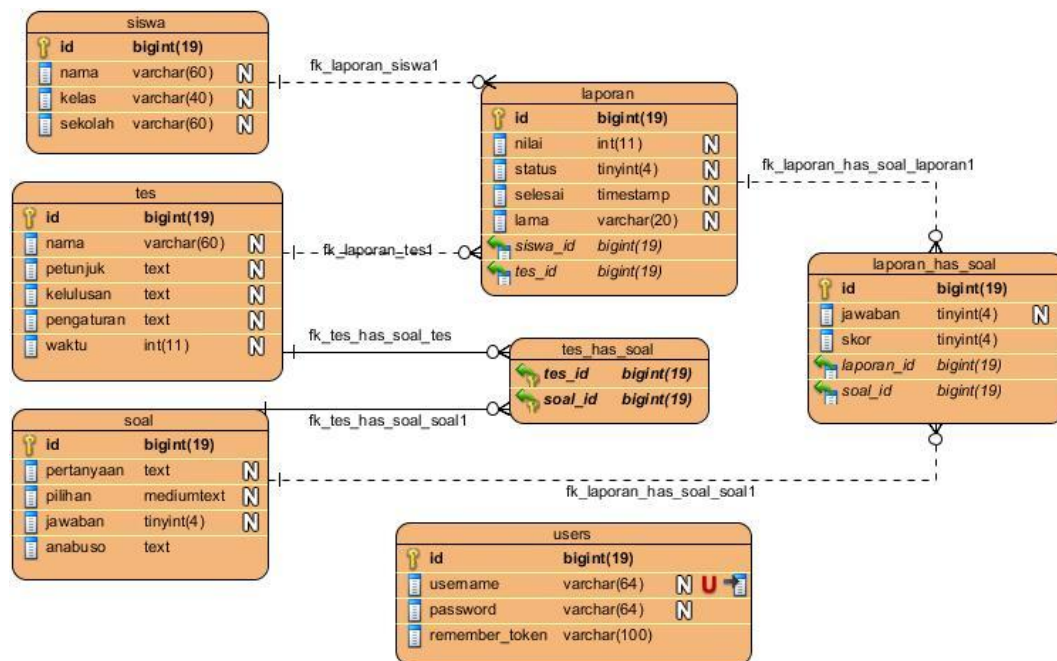 siswa
id bigint(19)
nama varchar(60) N
kelas varchar(40) N
sekolah varchar(60) N
fk_laporan_siswa1
laporan
id bigint(19)
nilai int(11) N
status tinyint(4) N
selesai timestamp N
lama varchar(20) N
siswa_id bigint(19)
tes_id bigint(19)
fk_laporan_has_soal_laporan1
tes
id bigint(19)
nama varchar(60) N
petunjuk text N
kelulusan text N
pengaturan text N
waktu int(11) N
fk_laporan_tes1
laporan_has_soal
id bigint(19)
jawaban tinyint(4) N
skor tinyint(4)
laporan_id bigint(19)
soal_id bigint(19)
fk_tes_has_soal_tes
tes_has_soal
tes_id bigint(19)
soal_id bigint(19)
fk_tes_has_soal_soal1
soal
id bigint(19)
pertanyaan text N
pilihan mediumtext N
jawaban tinyint(4) N
anabuso text
fk_laporan_has_soal_soal1
users
id bigint(19)
username varchar(64) N U
password varchar(64) N
remember_token varchar(100)